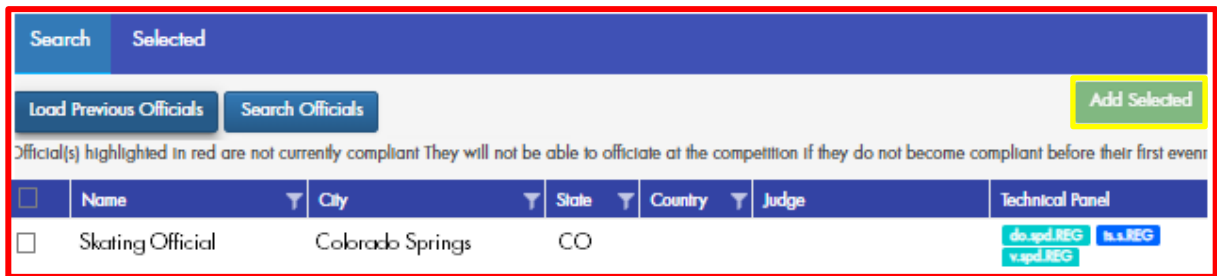 Search Selected
Load Previous Officials Search Officials Add Selected
Official(s) highlighted in red are not currently compliant They will not be able to officiate at the competition if they do not become compliant before their first
Name City State Country Judge Technical Panel
Skating Official Colorado Springs CO do.spd.REG ts.s.REG
v.spd.REG